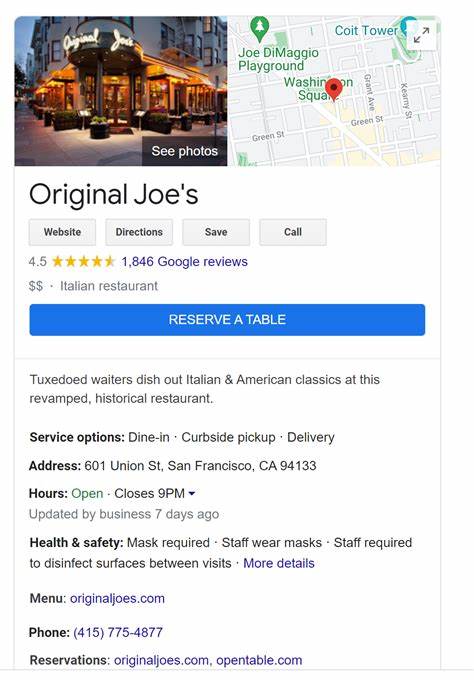 Original Joe's
See photos
Joe DiMaggio
Playground
Coit Tower
Washington
Square
Grant Ave
Kearny St
Green St
Green St
Original Joe's
Website
Directions
Save
Call
4.5 ★★★★★ 1,846 Google reviews
$$ · Italian restaurant
RESERVE A TABLE
Tuxedoed waiters dish out Italian & American classics at this
revamped, historical restaurant.
Service options: Dine-in · Curbside pickup · Delivery
Address: 601 Union St, San Francisco, CA 94133
Hours: Open · Closes 9PM
Updated by business 7 days ago
Health & safety: Mask required · Staff wear masks · Staff required
to disinfect surfaces between visits · More details
Menu: originaljoes.com
Phone: (415) 775-4877
Reservations: originaljoes.com, opentable.com